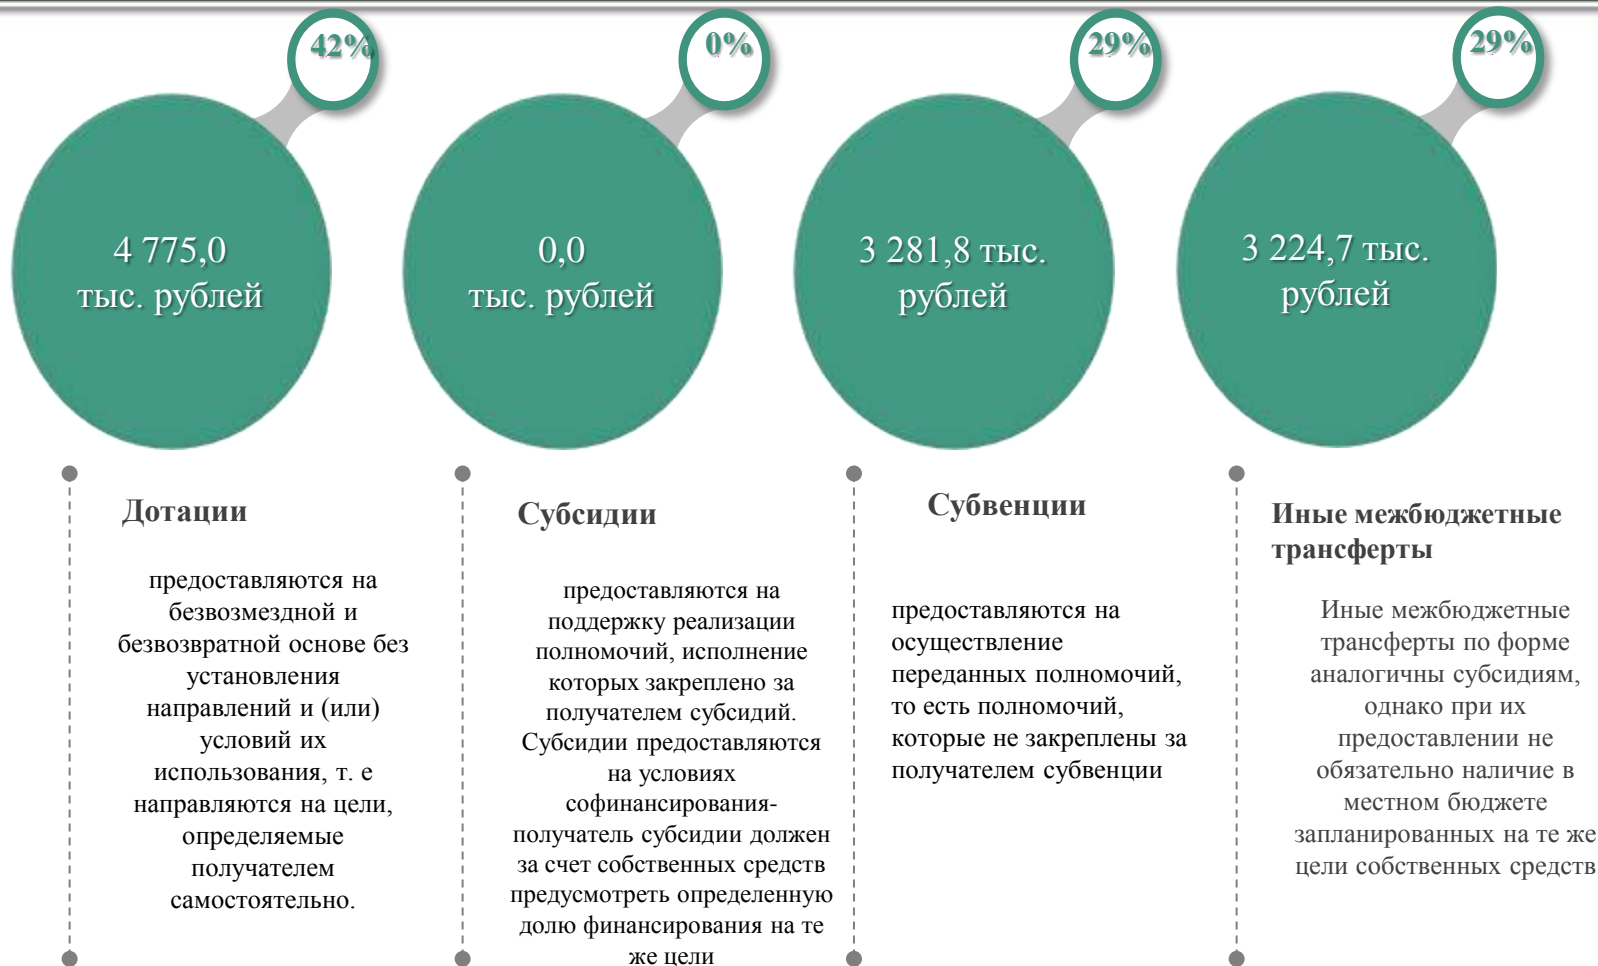 42%
4 775,0
тыс. рублей
Дотации
предоставляются на
безвозмездной и
безвозвратной основе без
установления
направлений и (или)
условий их
использования, т. е
направляются на цели,
определяемые
получателем
самостоятельно.
0%
0,0
тыс. рублей
Субсидии
предоставляются на
поддержку реализации
полномочий, исполнение
которых закреплено за
получателем субсидий.
Субсидии предоставляются
на условиях
софинансирования-
получатель субсидии должен
за счет собственных средств
предусмотреть определенную
долю финансирования на те
же цели
29%
3 281,8 тыс.
рублей
Субвенции
предоставляются на
осуществление
переданных полномочий,
то есть полномочий,
которые не закреплены за
получателем субвенции
29%
3 224,7 тыс.
рублей
Иные межбюджетные
трансферты
Иные межбюджетные
трансферты по форме
аналогичны субсидиям,
однако при их
предоставлении не
обязательно наличие в
местном бюджете
запланированных на те же
цели собственных средств